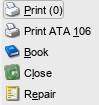 Print (0)
Print ATA 106
Book
Close
Repair